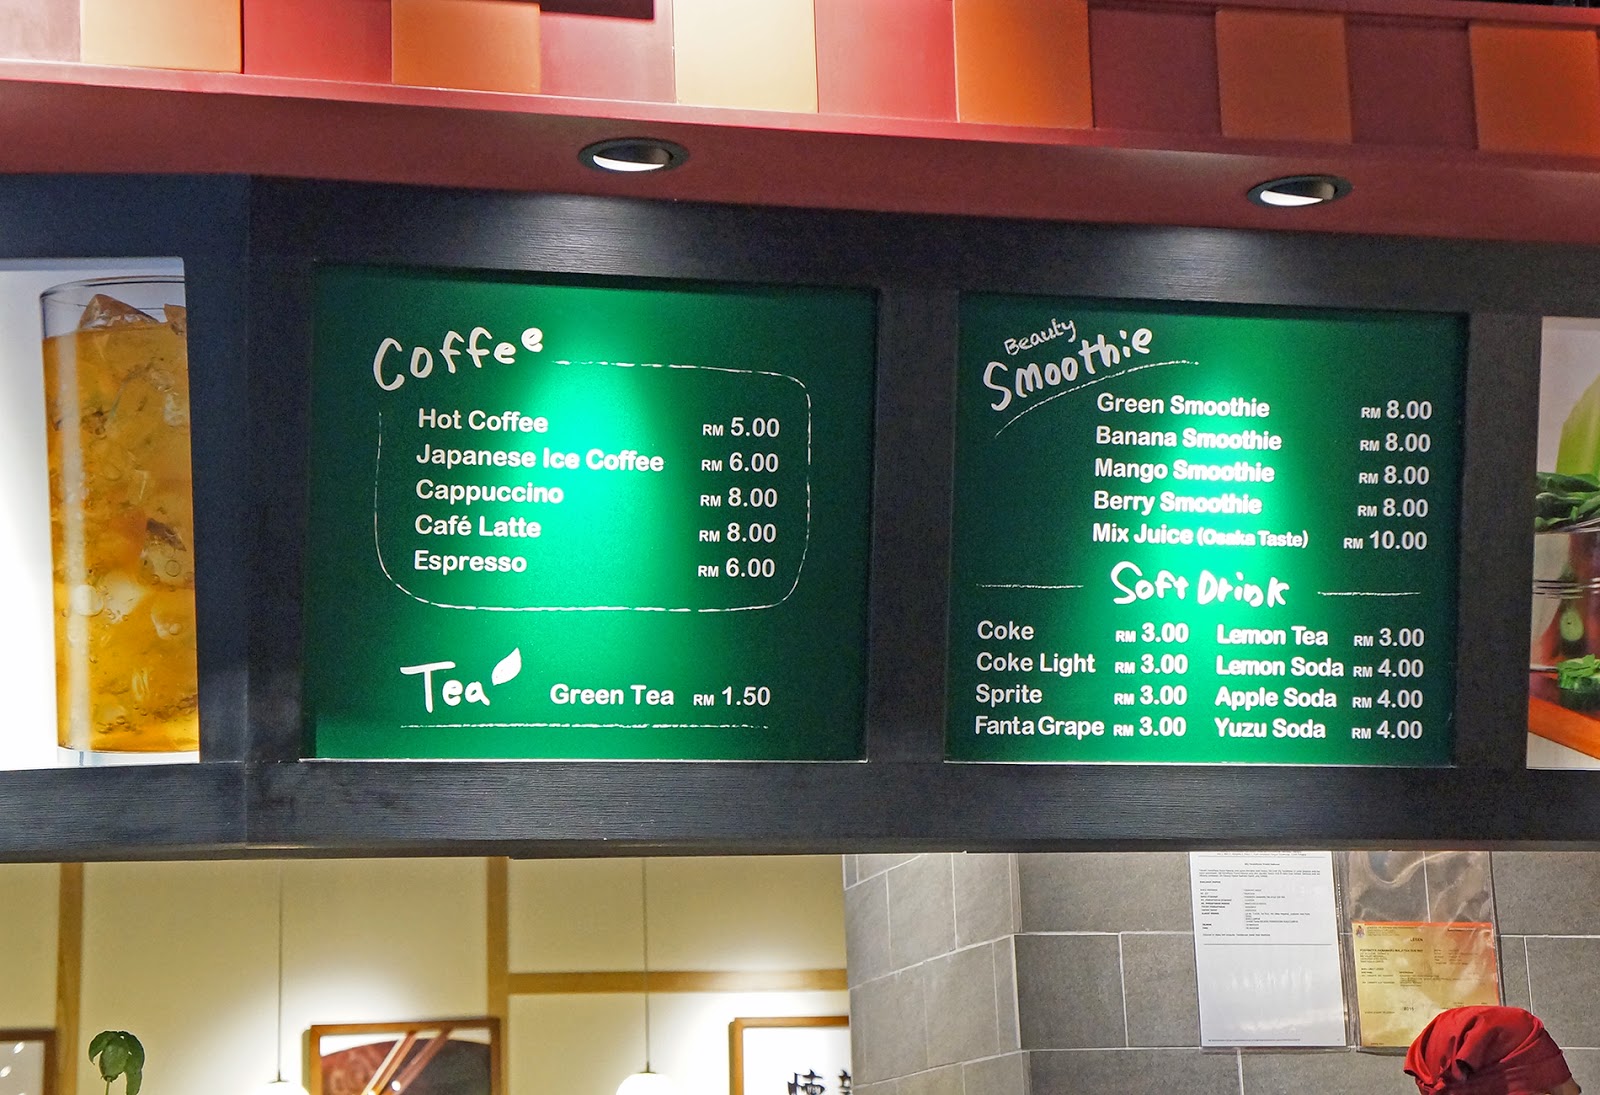 Coffee
Hot Coffee RM 5.00
Japanese Ice Coffee RM 6.00
Cappuccino RM 8.00
Café Latte RM 8.00
Espresso RM 6.00
Tea
Green Tea RM 1.50
Beauty
Smoothie
Green Smoothie RM 8.00
Banana Smoothie RM 8.00
Mango Smoothie RM 8.00
Berry Smoothie RM 8.00
Mix Juice (Osaka Taste) RM 10.00
Soft Drink
Coke RM 3.00 Lemon Tea RM 3.00
Coke Light RM 3.00 Lemon Soda RM 4.00
Sprite RM 3.00 Apple Soda RM 4.00
Fanta Grape RM 3.00 Yuzu Soda RM 4.00
LESEN